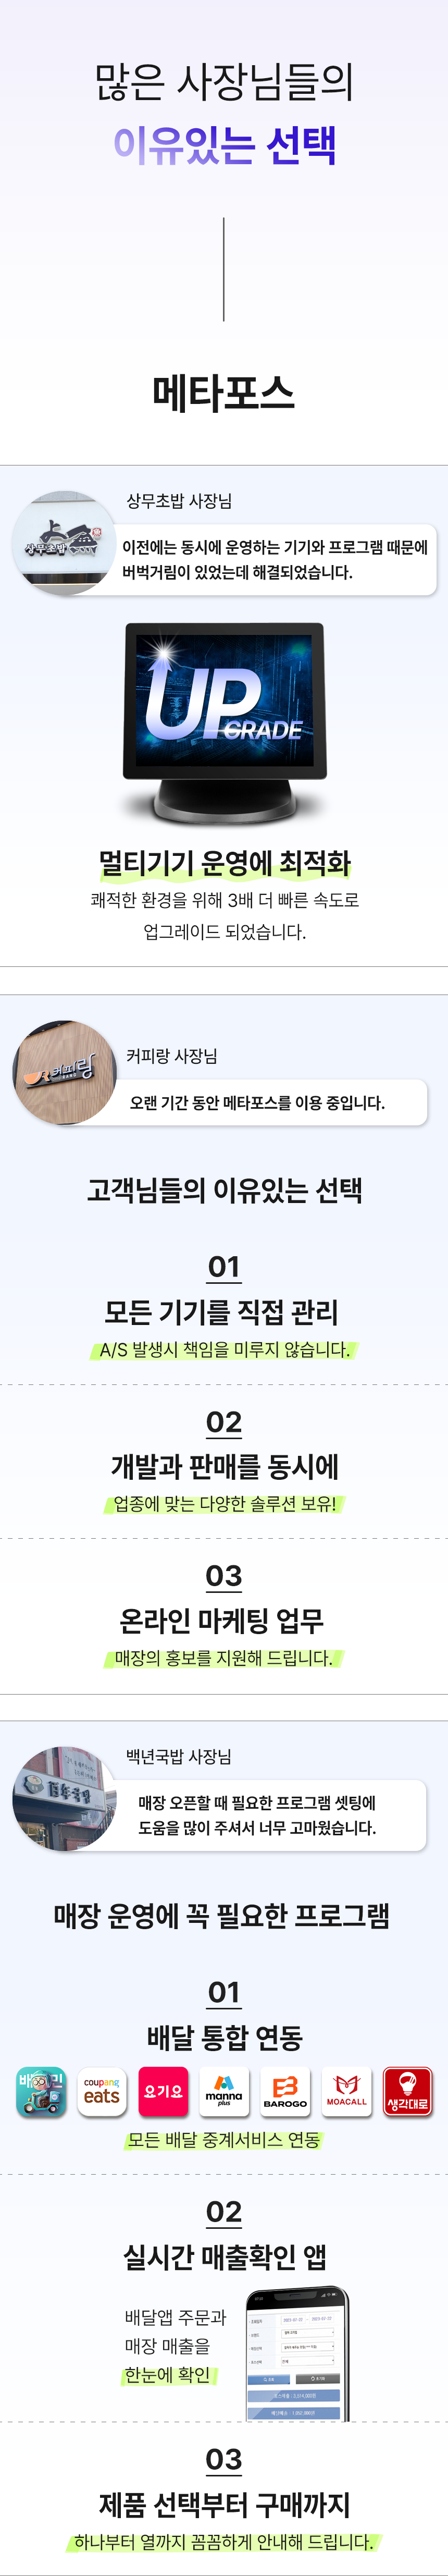 많은 사장님들의
이유있는 선택
메타포스
상무초밥 사장님
상무초밥
이전에는 동시에 운영하는 기기와 프로그램 때문에
버벅거림이 있었는데 해결되었습니다.
UP
GRADE
멀티기기 운영에 최적화
쾌적한 환경을 위해 3배 더 빠른 속도로
업그레이드 되었습니다.
커피랑 사장님
커피랑
오랜 기간 동안 메타포스를 이용 중입니다.
고객님들의 이유있는 선택
01
모든 기기를 직접 관리
A/S 발생시 책임을 미루지 않습니다.
02
개발과 판매를 동시에
업종에 맞는 다양한 솔루션 보유!
03
온라인 마케팅 업무
매장의 홍보를 지원해 드립니다.
백년국밥 사장님
매장 오픈할 때 필요한 프로그램 셋팅에
도움을 많이 주셔서 너무 고마웠습니다.
매장 운영에 꼭 필요한 프로그램
01
배달 통합 연동
coupang
eats
요기요
manna
plus
BAROGO
MOACALL
생각대로
모든 배달 중계서비스 연동
02
실시간 매출확인 앱
배달앱 주문과
매장 매출을
한눈에 확인
03
제품 선택부터 구매까지
하나부터 열까지 꼼꼼하게 안내해 드립니다.